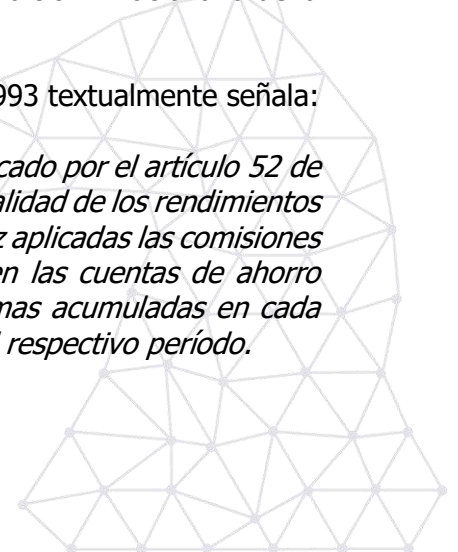 993 textualmente señala:
cado por el artículo 52 de
alidad de los rendimientos
z aplicadas las comisiones
en las cuentas de ahorro
mas acumuladas en cada
respectivo período.